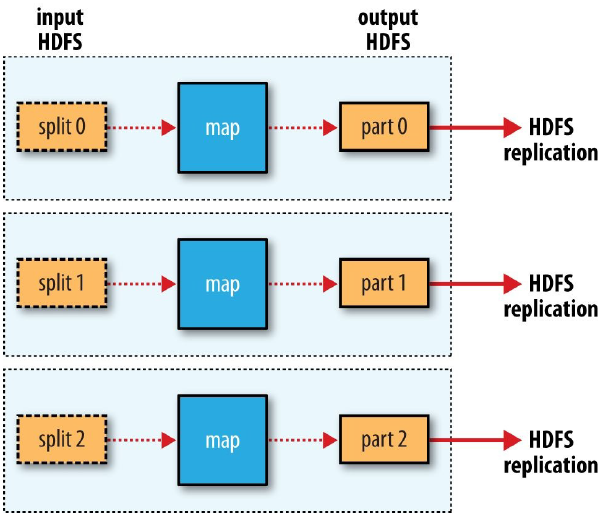 input
HDFS
output
HDFS
split 0
map
part 0
HDFS
replication
split 1
map
part 1
HDFS
replication
split 2
map
part 2
HDFS
replication